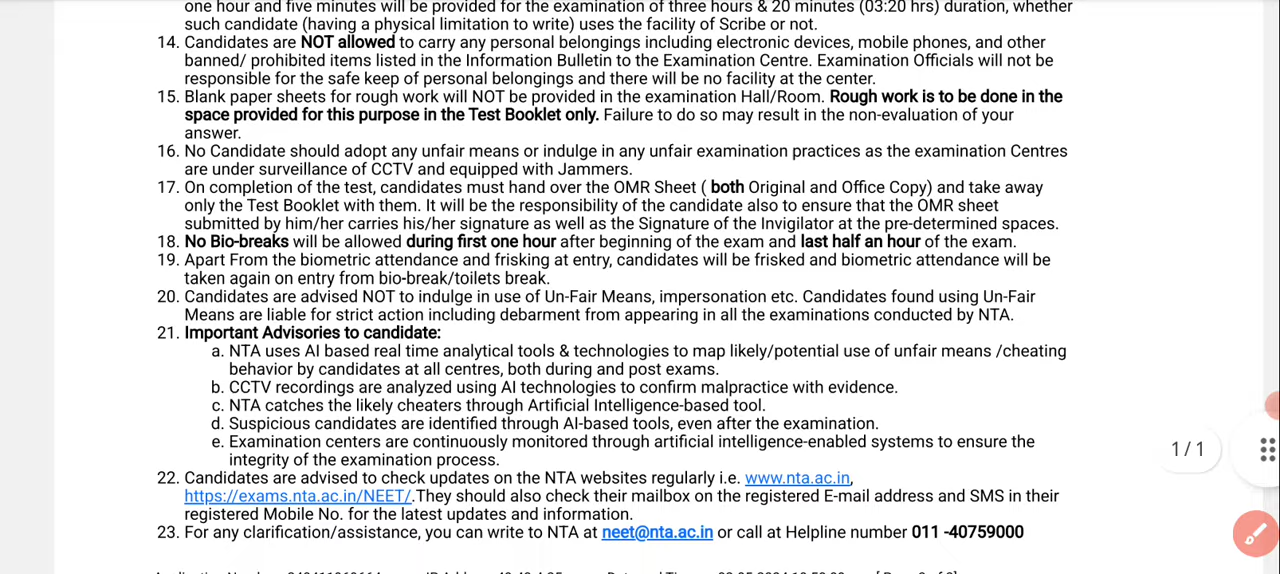 one hour and five minutes will be provided for the examination of three hours & 20 minutes (03:20 hrs) duration, whether
such candidate (having a physical limitation to write) uses the facility of Scribe or not.
14. Candidates are NOT allowed to carry any personal belongings including electronic devices, mobile phones, and other
banned/ prohibited items listed in the Information Bulletin to the Examination Centre. Examination Officials will not be
responsible for the safe keep of personal belongings and there will be no facility at the center.
15. Blank paper sheets for rough work will NOT be provided in the examination Hall/Room. Rough work is to be done in the
space provided for this purpose in the Test Booklet only. Failure to do so may result in the non-evaluation of your
answer.
16. No Candidate should adopt any unfair means or indulge in any unfair examination practices as the examination Centres
are under surveillance of CCTV and equipped with Jammers.
17. On completion of the test, candidates must hand over the OMR Sheet ( both Original and Office Copy) and take away
only the Test Booklet with them. It will be the responsibility of the candidate also to ensure that the OMR sheet
submitted by him/her carries his/her signature as well as the Signature of the Invigilator at the pre-determined spaces.
18. No Bio-breaks will be allowed during first one hour after beginning of the exam and last half an hour of the exam.
19. Apart From the biometric attendance and frisking at entry, candidates will be frisked and biometric attendance will be
taken again on entry from bio-break/toilets break.
20. Candidates are advised NOT to indulge in use of Un-Fair Means, impersonation etc. Candidates found using Un-Fair
Means are liable for strict action including debarment from appearing in all the examinations conducted by NTA.
21. Important Advisories to candidate:
a. NTA uses AI based real time analytical tools & technologies to map likely/potential use of unfair means /cheating
behavior by candidates at all centres, both during and post exams.
b. CCTV recordings are analyzed using AI technologies to confirm malpractice with evidence.
c. NTA catches the likely cheaters through Artificial Intelligence-based tool.
d. Suspicious candidates are identified through AI-based tools, even after the examination.
e. Examination centers are continuously monitored through artificial intelligence-enabled systems to ensure the
integrity of the examination process.
1 / 1
22. Candidates are advised to check updates on the NTA websites regularly i.e. www.nta.ac.in,
https://exams.nta.ac.in/NEET/.They should also check their mailbox on the registered E-mail address and SMS in their
registered Mobile No. for the latest updates and information.
23. For any clarification/assistance, you can write to NTA at neet@nta.ac.in or call at Helpline number 011 -40759000